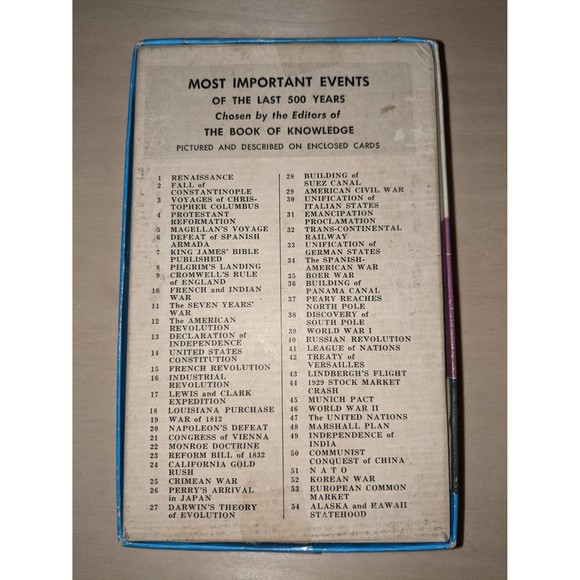 MOST IMPORTANT EVENTS
OF THE LAST 500 YEARS
Chosen by the Editors of
THE BOOK OF KNOWLEDGE
PICTURED AND DESCRIBED ON ENCLOSED CARDS
1 RENAISSANCE
2 FALL of
CONSTANTINOPLE
3 VOYAGES of CHRIS-
TOPHER COLUMBUS
4 PROTESTANT
REFORMATION
5 MAGELLAN'S VOYAGE
6 DEFEAT of SPANISH
ARMADA
7 KING JAMES' BIBLE
PUBLISHED
8 PILGRIM'S LANDING
9 CROMWELL'S RULE
of ENGLAND
10 FRENCH and INDIAN
WAR
11 The SEVEN YEARS'
WAR
12 The AMERICAN
REVOLUTION
13 DECLARATION of
INDEPENDENCE
14 UNITED STATES
CONSTITUTION
15 FRENCH REVOLUTION
16 INDUSTRIAL
REVOLUTION
17 LEWIS and CLARK
EXPEDITION
18 LOUISIANA PURCHASE
19 WAR of 1812
20 NAPOLEON'S DEFEAT
21 CONGRESS of VIENNA
22 MONROE DOCTRINE
23 REFORM BILL of 1832
24 CALIFORNIA GOLD
RUSH
25 CRIMEAN WAR
26 PERRY'S ARRIVAL
in JAPAN
27 DARWIN'S THEORY
of EVOLUTION
28 BUILDING of
SUEZ CANAL
29 AMERICAN CIVIL WAR
30 UNIFICATION of
ITALIAN STATES
31 EMANCIPATION
PROCLAMATION
32 TRANS-CONTINENTAL
RAILWAY
33 UNIFICATION of
GERMAN STATES
34 The SPANISH-
AMERICAN WAR
35 BOER WAR
36 BUILDING of
PANAMA CANAL
37 PEARY REACHES
NORTH POLE
38 DISCOVERY of
SOUTH POLE
39 WORLD WAR I
40 RUSSIAN REVOLUTION
41 LEAGUE of NATIONS
42 TREATY of
VERSAILLES
43 LINDBERGH'S FLIGHT
44 1929 STOCK MARKET
CRASH
45 MUNICH PACT
46 WORLD WAR II
47 The UNITED NATIONS
48 MARSHALL PLAN
49 INDEPENDENCE of
INDIA
50 COMMUNIST
CONQUEST of CHINA
51 N A T O
52 KOREAN WAR
53 EUROPEAN COMMON
MARKET
54 ALASKA and HAWAII
STATEHOOD